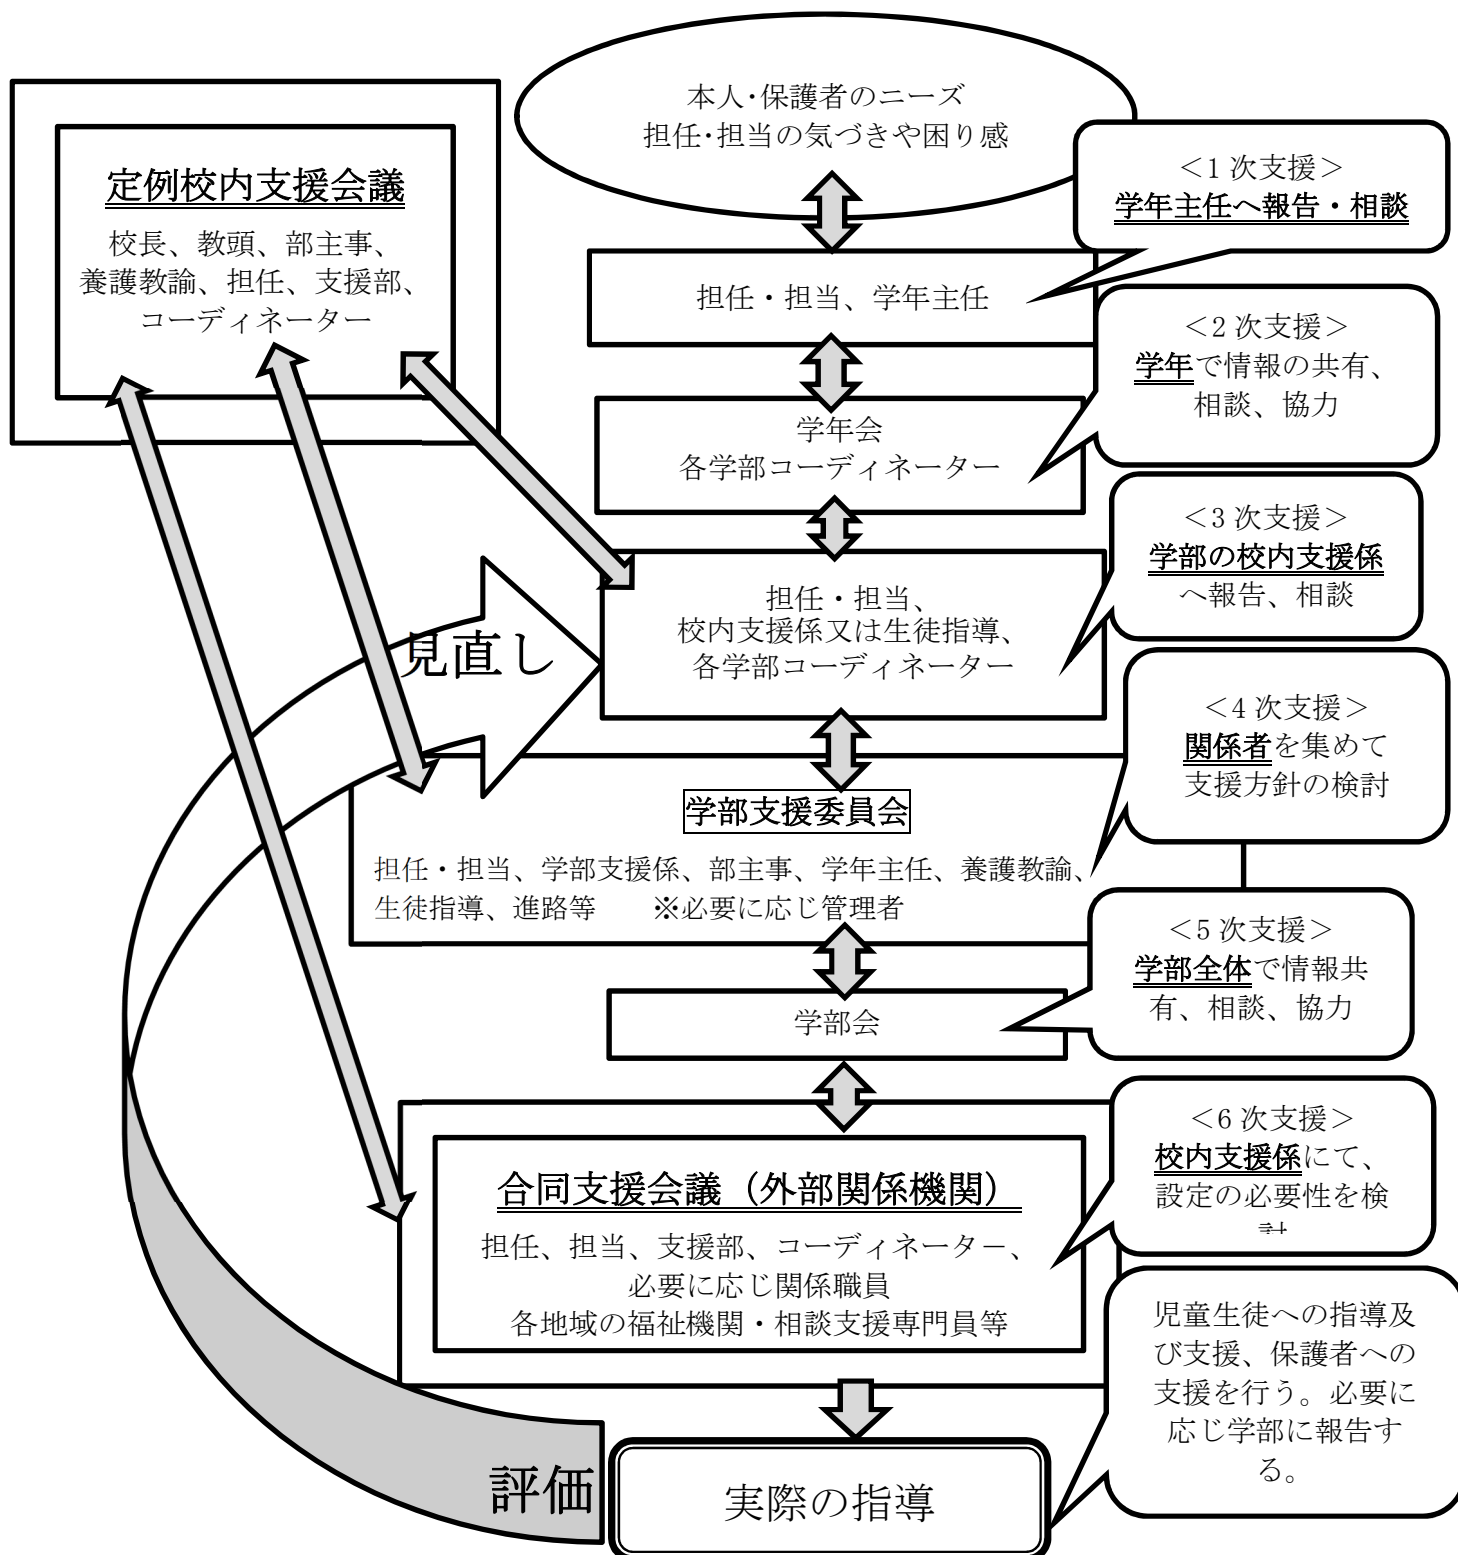 本人・保護者のニーズ
担任・担当の気づきや困り感
定例校内支援会議
校長、教頭、部主事、
養護教諭、担任、支援部、
コーディネーター
<1次支援>
学年主任へ報告・相談
担任・担当、学年主任
<2次支援>
学年で情報の共有、
相談、協力
学年会
各学部コーディネーター
<3次支援>
学部の校内支援係
へ報告、相談
担任・担当、
校内支援係又は生徒指導、
各学部コーディネーター
見直し
<4次支援>
関係者を集めて
支援方針の検討
学部支援委員会
担任・担当、学部支援係、部主事、学年主任、養護教諭、
生徒指導、進路等　　※必要に応じ管理者
<5次支援>
学部全体で情報共
有、相談、協力
学部会
<6次支援>
校内支援係にて、
設定の必要性を検
合同支援会議（外部関係機関）
担任、担当、支援部、コーディネーター、
必要に応じ関係職員
各地域の福祉機関・相談支援専門員等
児童生徒への指導及
び支援、保護者への
支援を行う。必要に
応じ学部に報告す
る。
評価
実際の指導